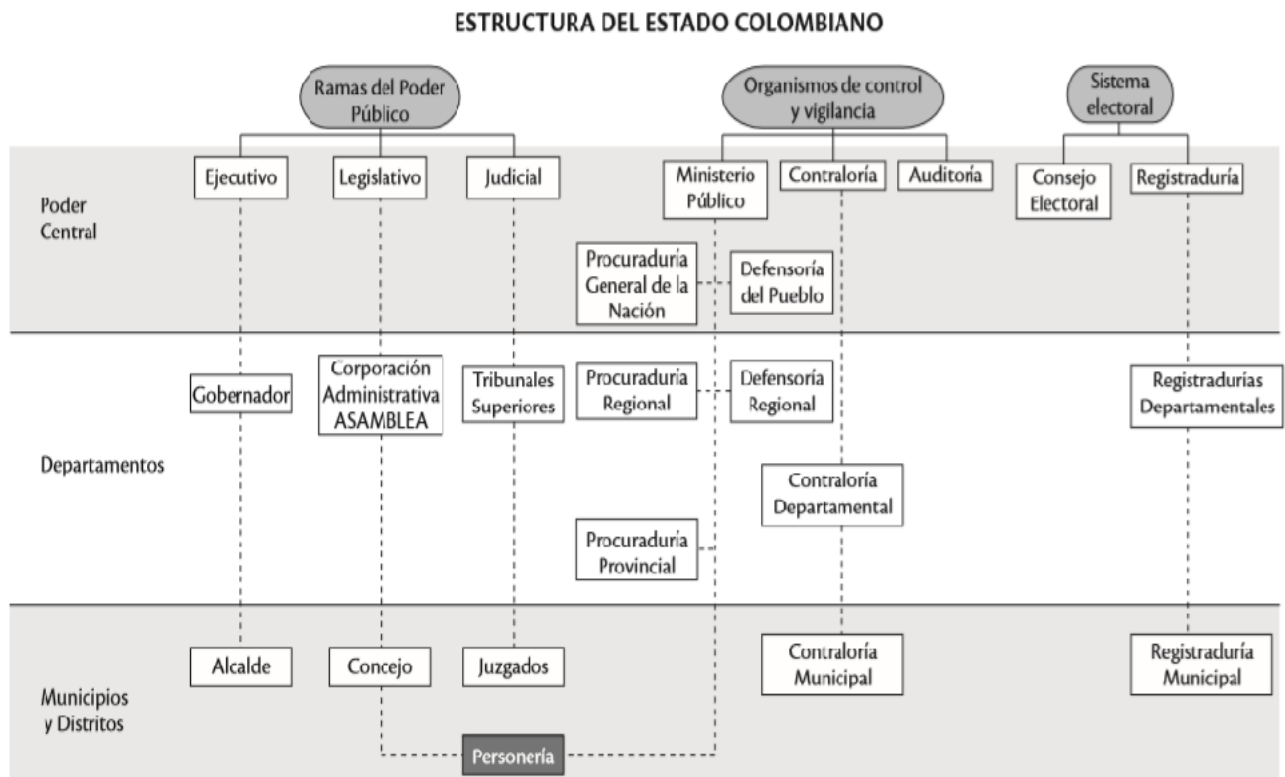 ESTRUCTURA DEL ESTADO COLOMBIANO
Ramas del Poder
Público
Organismos de control
y vigilancia
Sistema
electoral
Poder
Central
Ejecutivo
Legislativo
Judicial
Ministerio
Público
Contraloría
Auditoría
Consejo
Electoral
Registraduría
Procuraduría
General de la
Nación
Defensoría
del Pueblo
Departamentos
Gobernador
Corporación
Administrativa
ASAMBLEA
Tribunales
Superiores
Procuraduría
Regional
Defensoría
Regional
Registradurías
Departamentales
Contraloría
Departamental
Procuraduría
Provincial
Municipios
y Distritos
Alcalde
Concejo
Juzgados
Contraloría
Municipal
Registraduría
Municipal
Personería